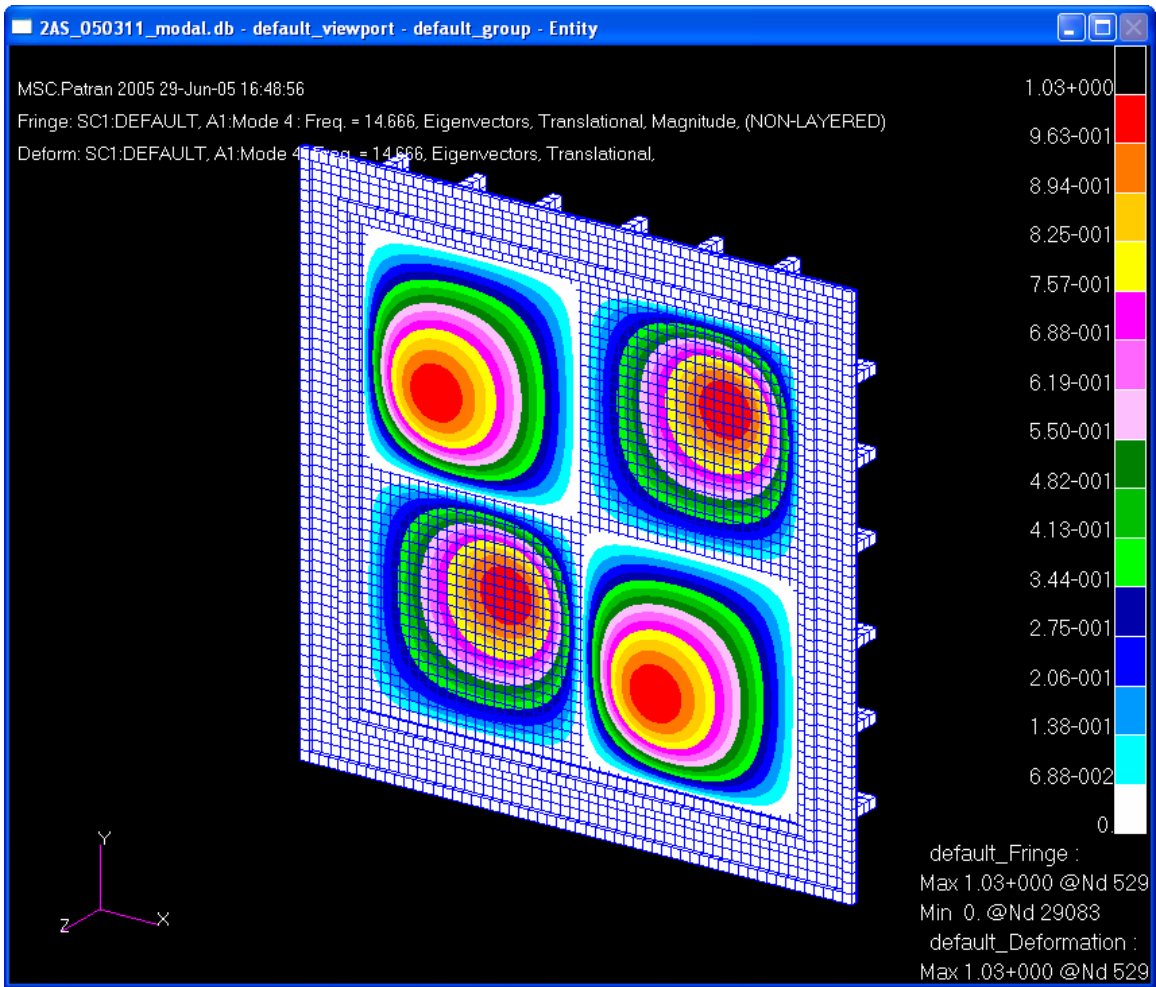 2AS_050311_modal.db - default_viewport - default_group - Entity
MSC.Patran 2005 29-Jun-05 16:48:56
Fringe: SC1:DEFAULT, A1:Mode 4 : Freq. = 14.666, Eigenvectors, Translational, Magnitude, (NON-LAYERED)
Deform: SC1:DEFAULT, A1:Mode 4 : Freq. = 14.666, Eigenvectors, Translational,
1.03+000
9.63-001
8.94-001
8.25-001
7.57-001
6.88-001
6.19-001
5.50-001
4.82-001
4.13-001
3.44-001
2.75-001
2.06-001
1.38-001
6.88-002
0.
default_Fringe :
Max 1.03+000 @Nd 529
Min 0. @Nd 29083
default_Deformation :
Max 1.03+000 @Nd 529
Y
Z
X